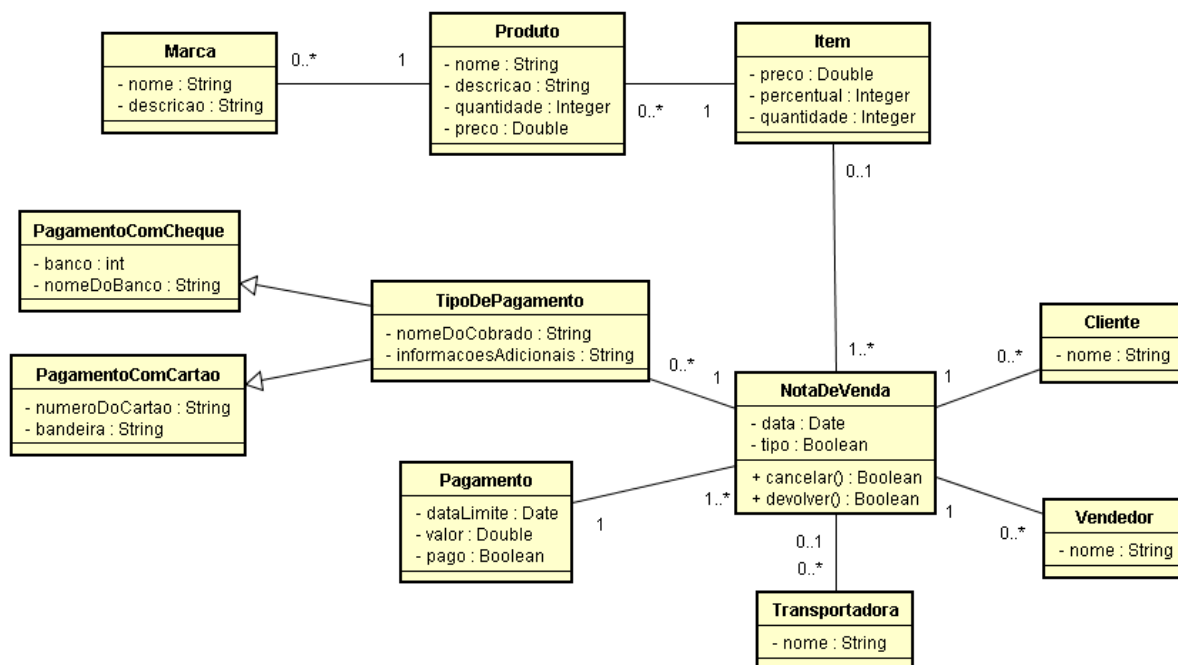 Marca
- nome : String
- descricao : String
0..*
1
Produto
- nome : String
- descricao : String
- quantidade : Integer
- preco : Double
0..*
1
Item
- preco : Double
- percentual : Integer
- quantidade : Integer
0..1
1..*
PagamentoComCheque
- banco : int
- nomeDoBanco : String
PagamentoComCartao
- numeroDoCartao : String
- bandeira : String
TipoDePagamento
- nomeDoCobrado : String
- informacoesAdicionais : String
0..*
1
NotaDeVenda
- data : Date
- tipo : Boolean
+ cancelar() : Boolean
+ devolver() : Boolean
1
0..*
Cliente
- nome : String
Pagamento
- dataLimite : Date
- valor : Double
- pago : Boolean
1
1..*
1
0..*
Vendedor
- nome : String
0..1
0..*
Transportadora
- nome : String